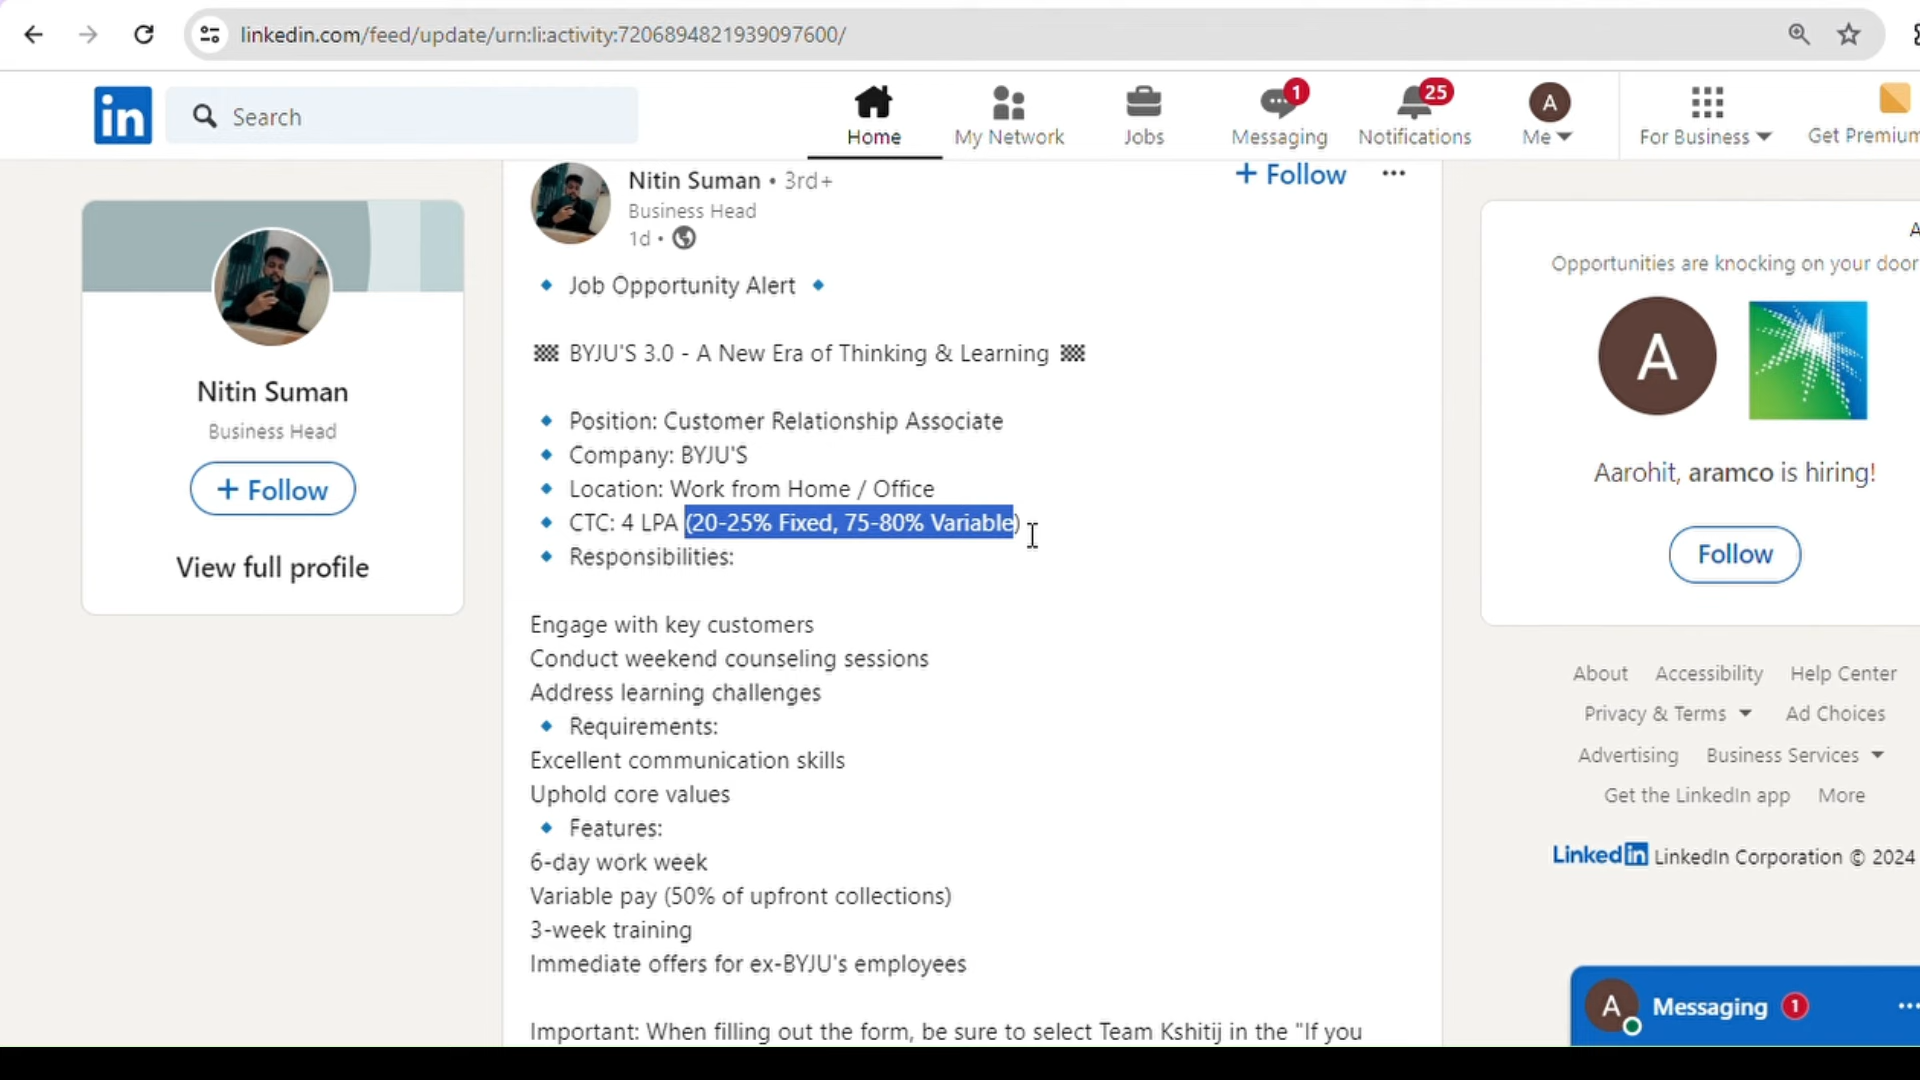 linkedin.com/feed/update/urn:li:activity:7206894821939097600/
in
Search
Home
My Network
Jobs
1
Messaging
25
Notifications
A
Me
For Business
Get Premium
Nitin Suman
Business Head
+ Follow
View full profile
Nitin Suman • 3rd+
Business Head
1d •
+ Follow
Job Opportunity Alert
BYJU'S 3.0 - A New Era of Thinking & Learning
Position: Customer Relationship Associate
Company: BYJU'S
Location: Work from Home / Office
CTC: 4 LPA (20-25% Fixed, 75-80% Variable)
Responsibilities:
Engage with key customers
Conduct weekend counseling sessions
Address learning challenges
Requirements:
Excellent communication skills
Uphold core values
Features:
6-day work week
Variable pay (50% of upfront collections)
3-week training
Immediate offers for ex-BYJU's employees
Important: When filling out the form, be sure to select Team Kshitij in the "If you
A
Opportunities are knocking on your door
A
Aarohit, aramco is hiring!
Follow
About Accessibility Help Center
Privacy & Terms Ad Choices
Advertising Business Services
Get the LinkedIn app More
LinkedIn LinkedIn Corporation © 2024
A Messaging 1